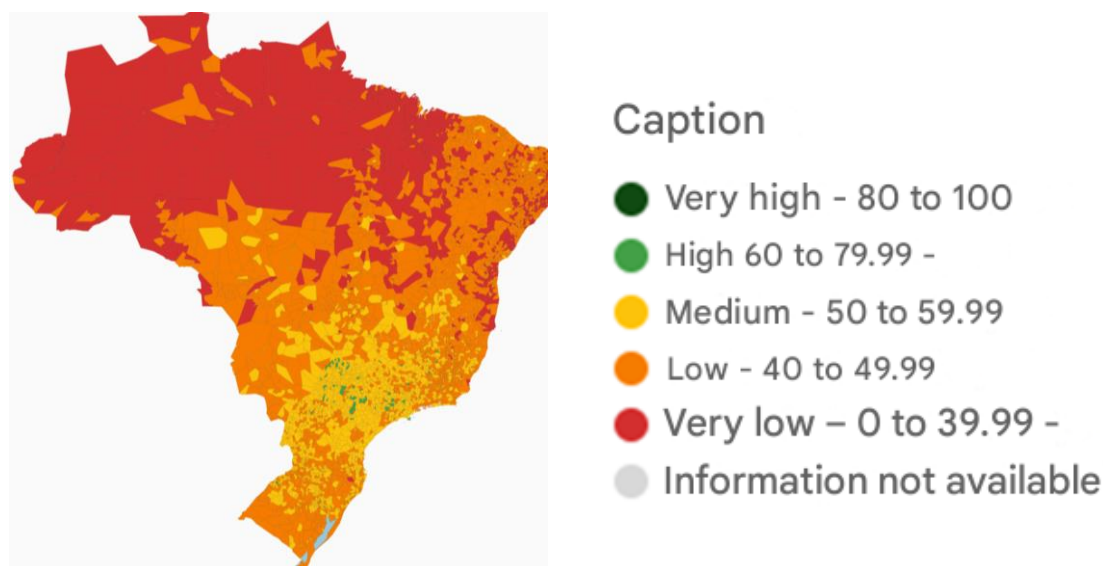 Caption
Very high - 80 to 100
High 60 to 79.99 -
Medium - 50 to 59.99
Low - 40 to 49.99
Very low – 0 to 39.99 -
Information not available